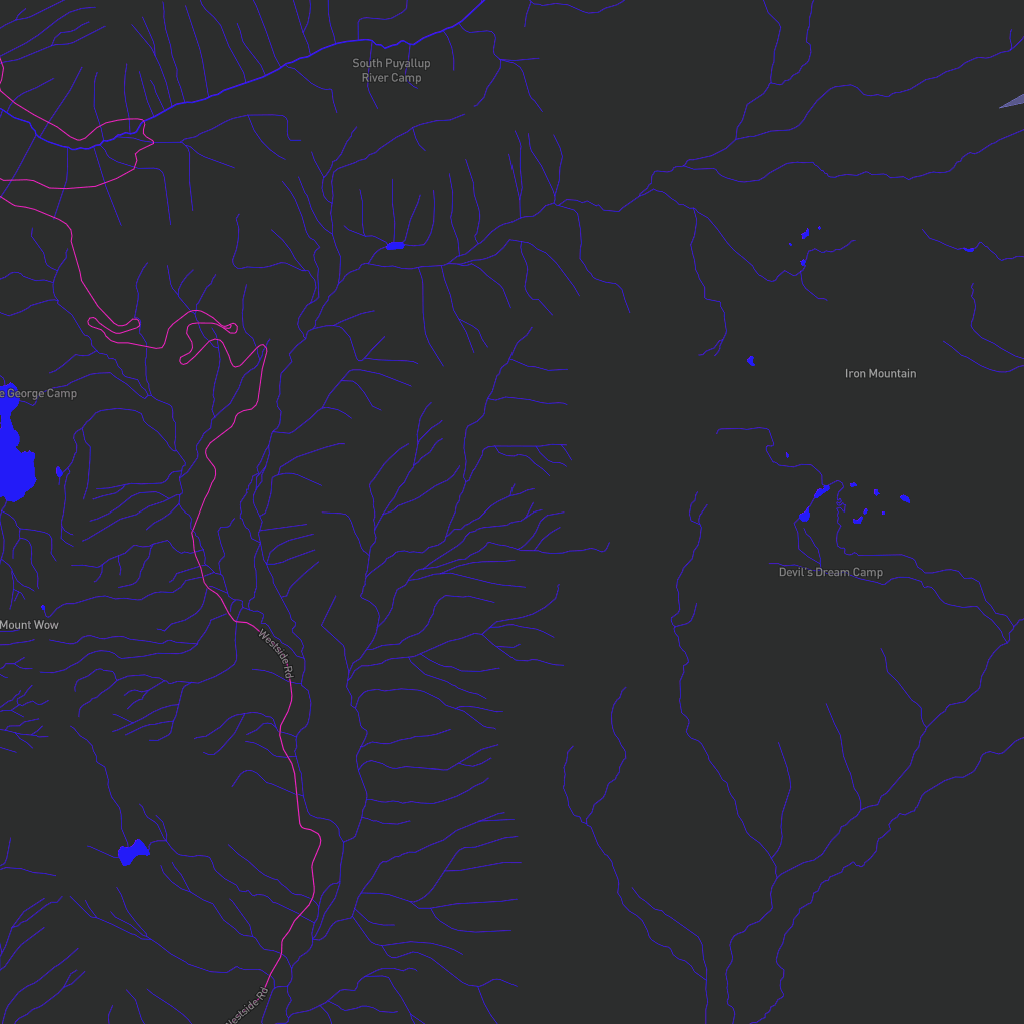 South Puyallup
River Camp
Iron Mountain
e George Camp
Devil's Dream Camp
Mount Wow
Westside Rd
Westside Rd